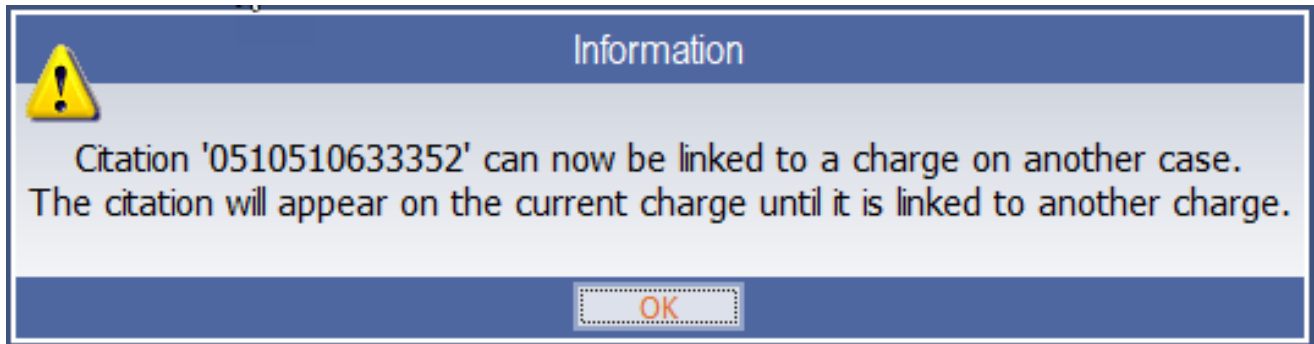 Information
Citation '0510510633352' can now be linked to a charge on another case.
The citation will appear on the current charge until it is linked to another charge.
OK